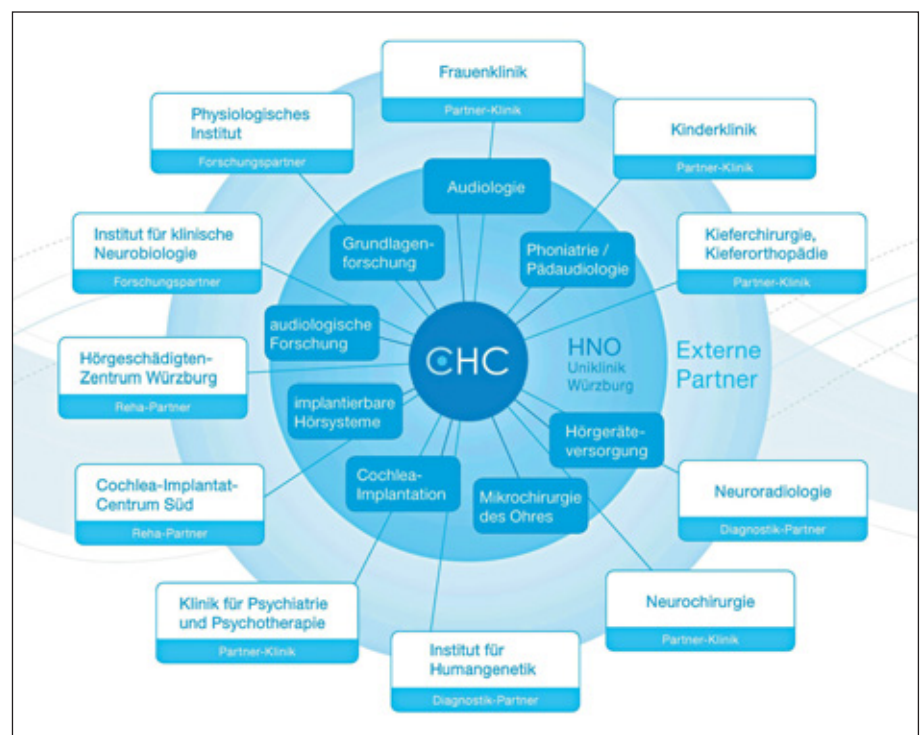 Frauenklinik
Partner-Klinik
Physiologisches
Institut
Forschungspartner
Kinderklinik
Partner-Klinik
Audiologie
Institut für klinische
Neurobiologie
Forschungspartner
Grundlagen-
forschung
Phoniatrie /
Pädaudiologie
Kieferchirurgie,
Kieferorthopädie
Partner-Klinik
audiologische
Forschung
Hörgeschädigten-
Zentrum Würzburg
Reha-Partner
CHC
HNO
Uniklinik
Würzburg
Externe
Partner
implantierbare
Hörsysteme
Hörgeräte-
versorgung
Cochlea-
Implantation
Mikrochirurgie
des Ohres
Cochlea-Implantat-
Centrum Süd
Reha-Partner
Neuroradiologie
Diagnostik-Partner
Klinik für Psychiatrie
und Psychotherapie
Partner-Klinik
Neurochirurgie
Partner-Klinik
Institut für
Humangenetik
Diagnostik-Partner